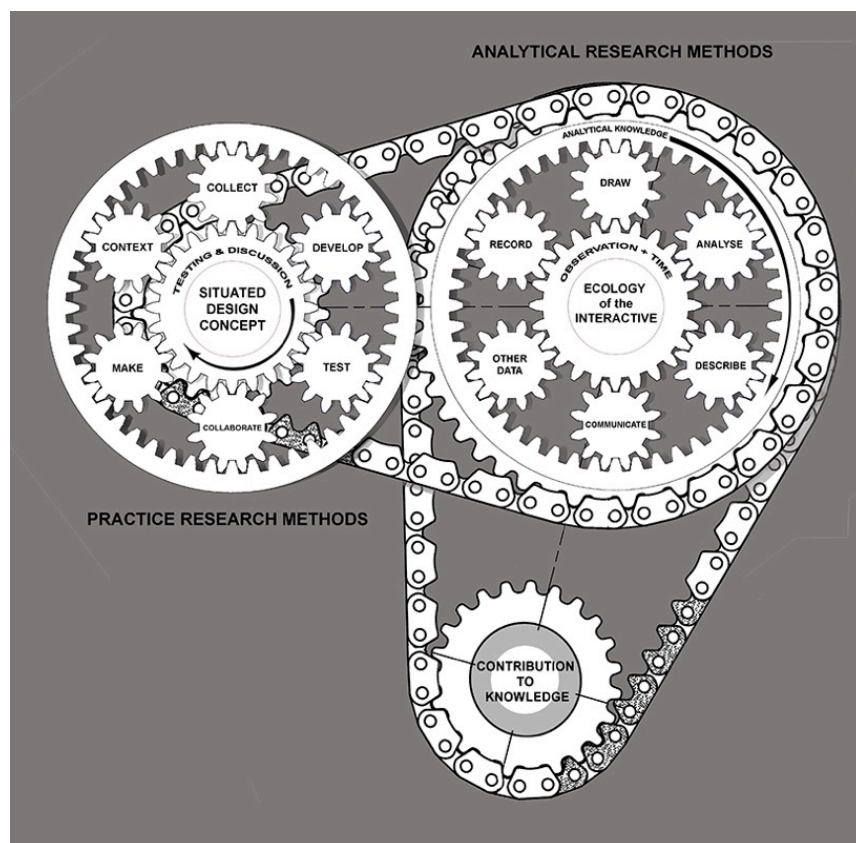 ANALYTICAL RESEARCH METHODS
ANALYTICAL KNOWLEDGE
DRAW
RECORD
ANALYSE
OBSERVATION + TIME
ECOLOGY
of the
INTERACTIVE
OTHER
DATA
DESCRIBE
COMMUNICATE
COLLECT
CONTEXT
DEVELOP
TESTING & DISCUSSION
SITUATED
DESIGN
CONCEPT
MAKE
TEST
COLLABORATE
PRACTICE RESEARCH METHODS
CONTRIBUTION
TO
KNOWLEDGE